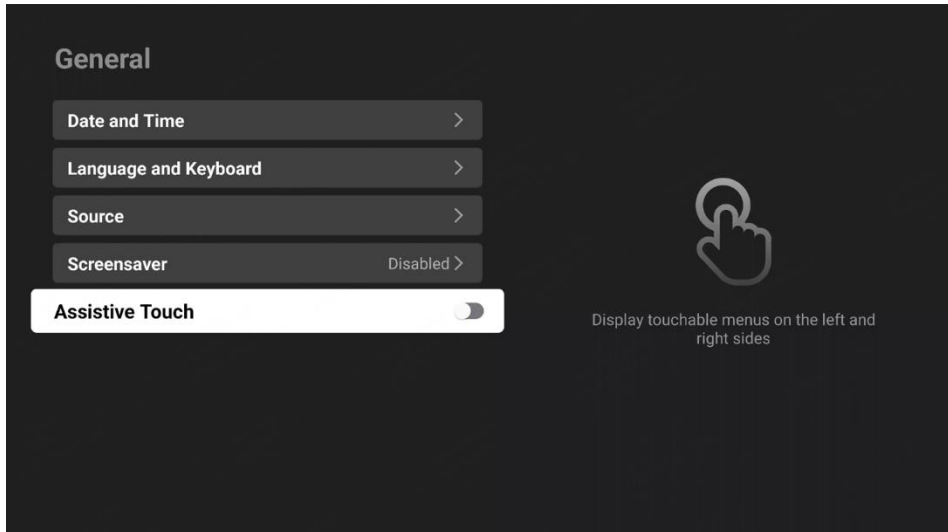 General
Date and Time
Language and Keyboard
Source
Screensaver Disabled
Assistive Touch
Display touchable menus on the left and
right sides